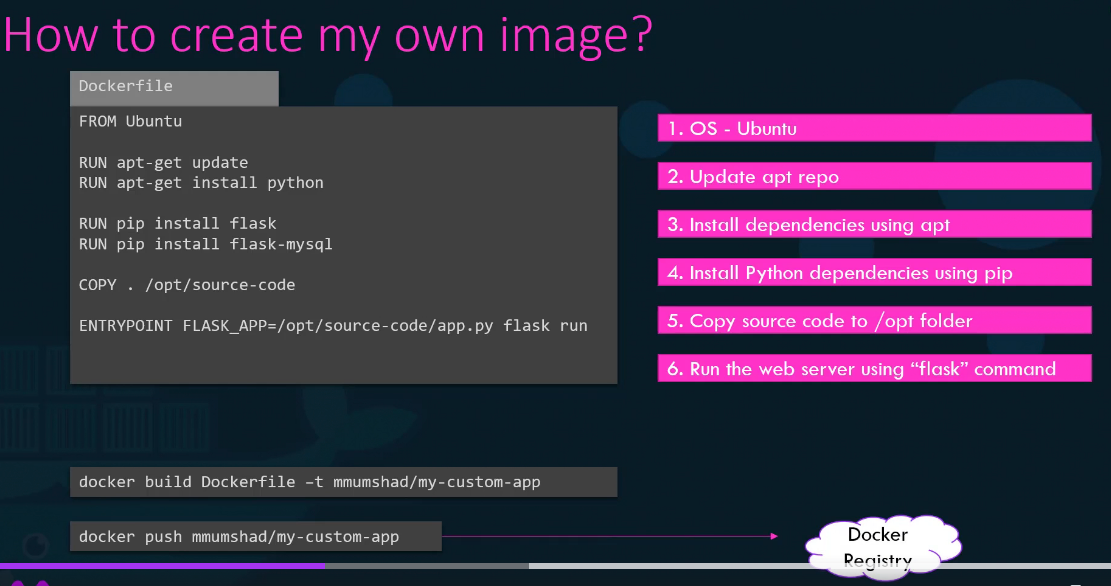 How to create my own image?
Dockerfile
FROM Ubuntu
RUN apt-get update
RUN apt-get install python
RUN pip install flask
RUN pip install flask-mysql
COPY . /opt/source-code
ENTRYPOINT FLASK_APP=/opt/source-code/app.py flask run
1. OS - Ubuntu
2. Update apt repo
3. Install dependencies using apt
4. Install Python dependencies using pip
5. Copy source code to /opt folder
6. Run the web server using “flask” command
docker build Dockerfile –t mmumshad/my-custom-app
docker push mmumshad/my-custom-app
Docker
Registry